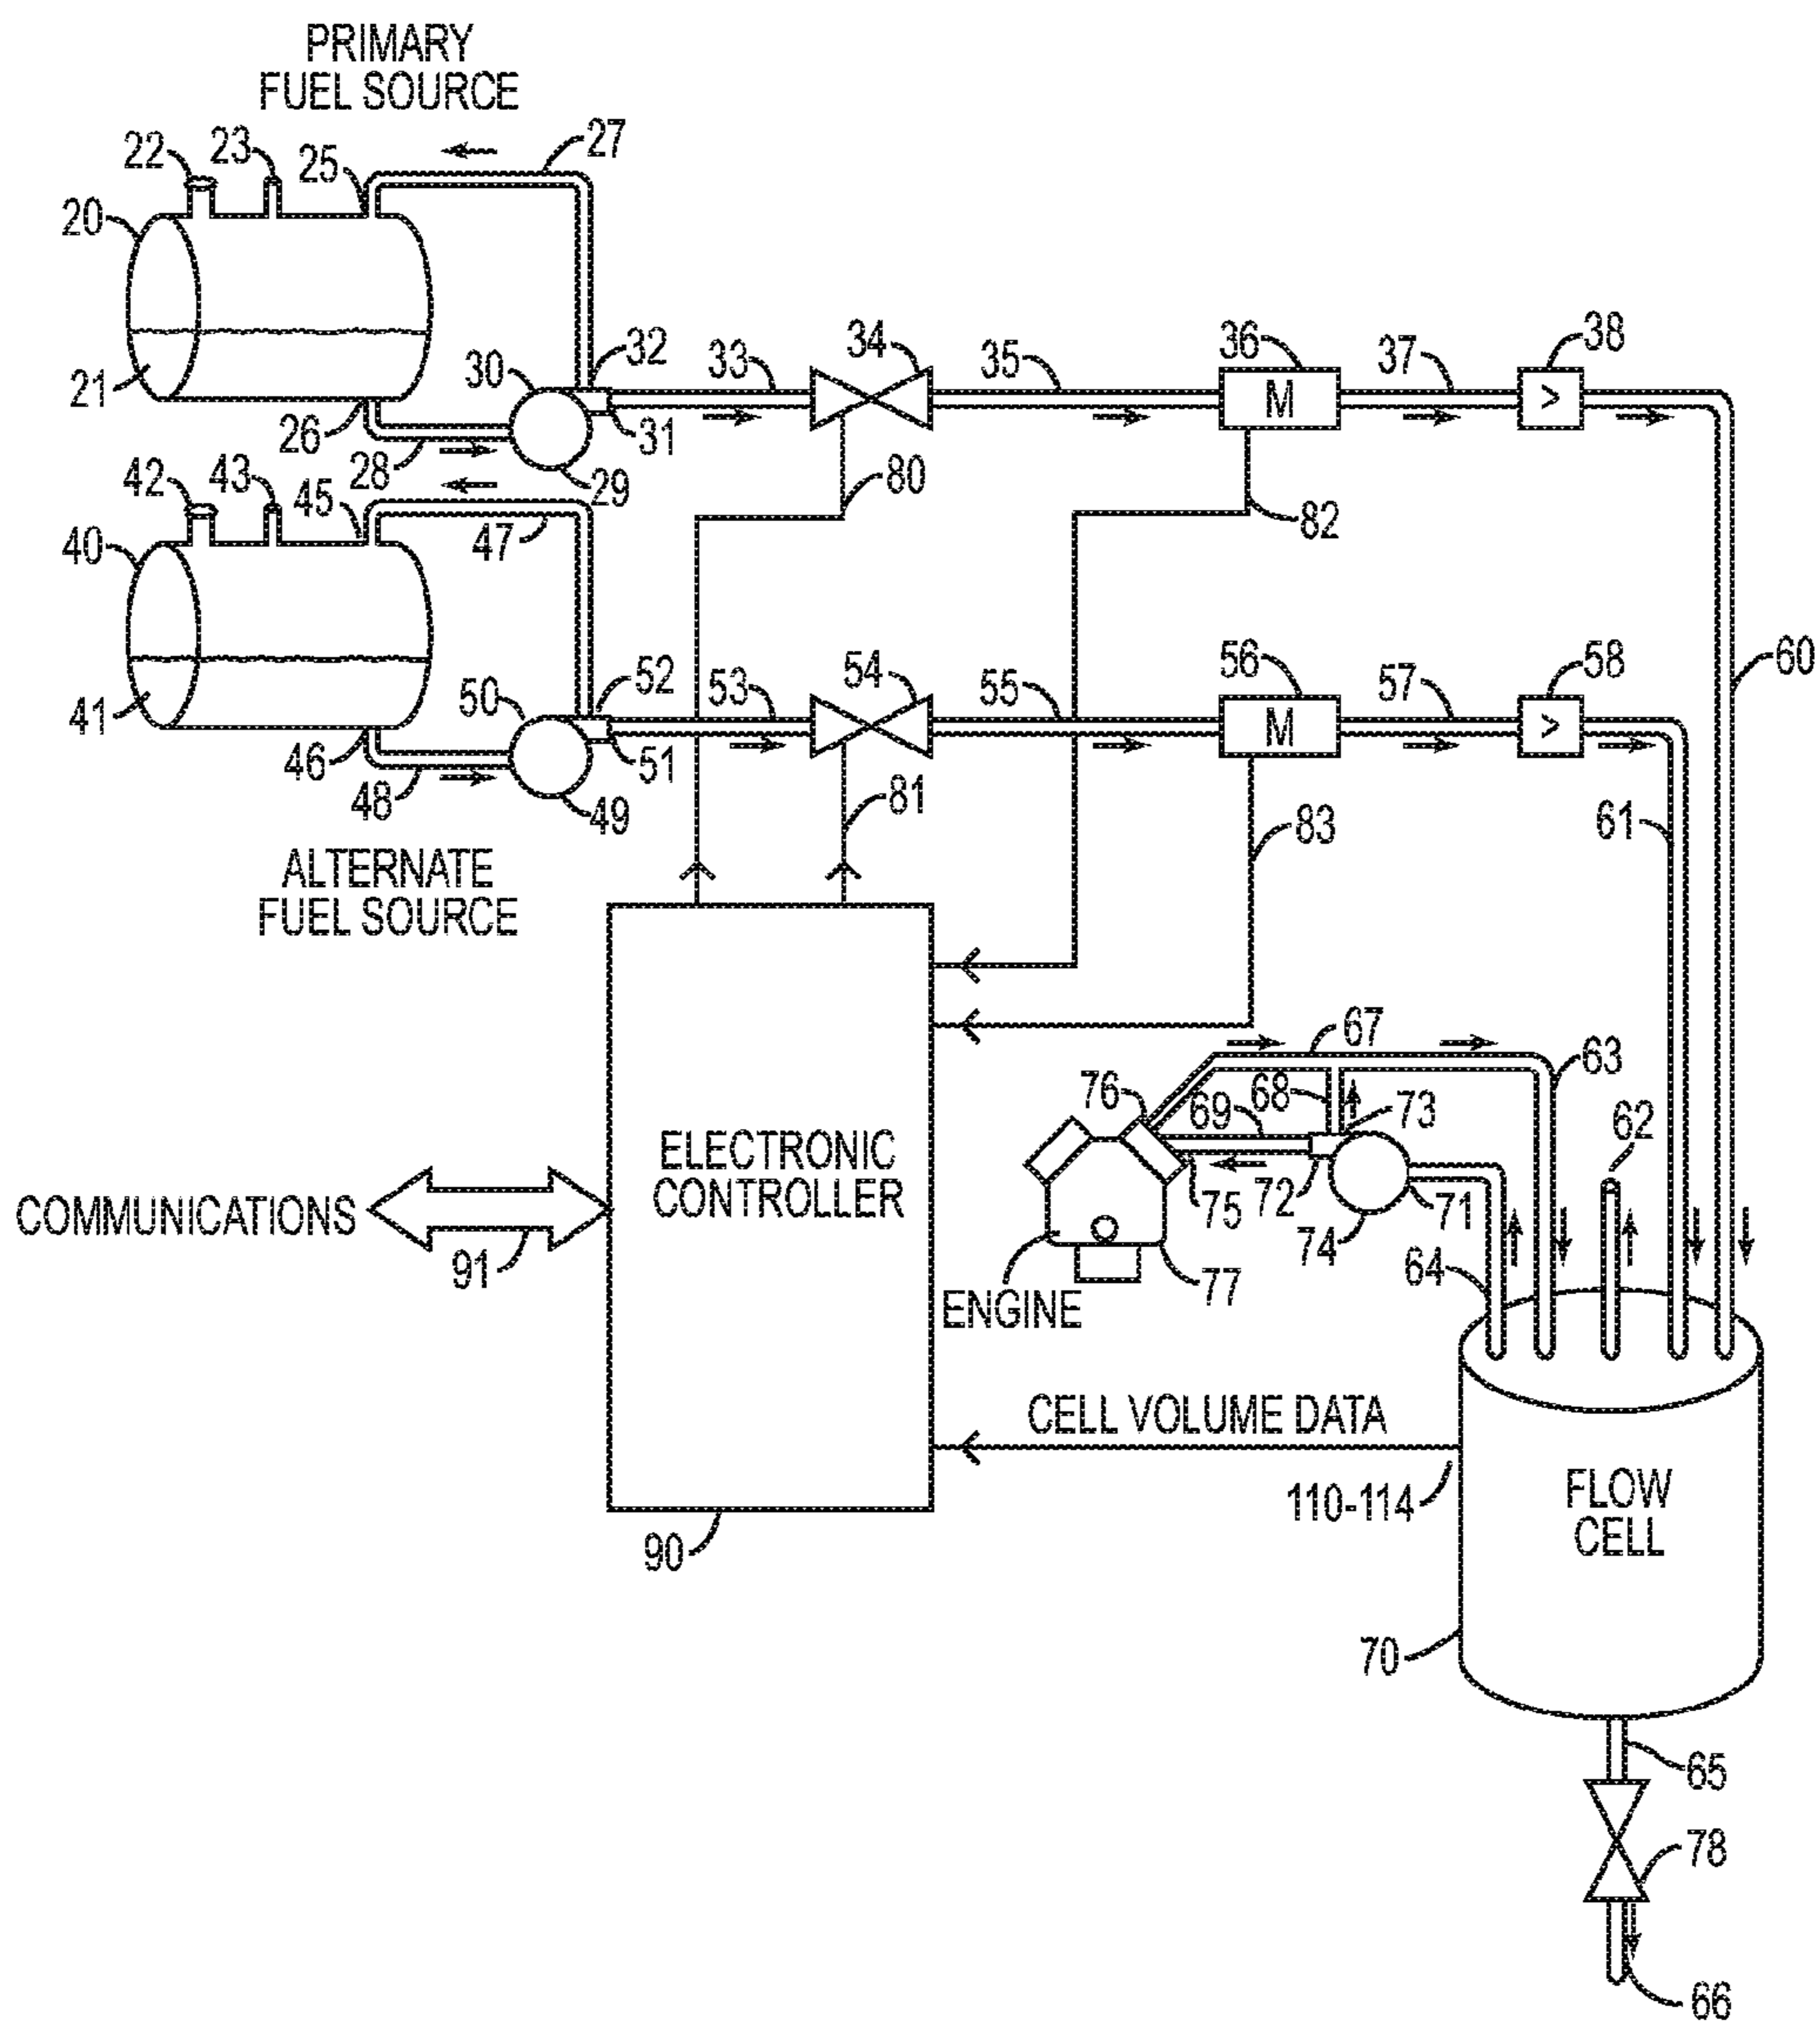 PRIMARY
FUEL SOURCE
22 23 25 27
20
21
26 28 30 32 31 29
33 34 35 36 37 38
M >
80 82
42 43 45 47
40
41
46 48 50 52 51 49
53 54 55 56 57 58
M >
60
61
81 83
ALTERNATE
FUEL SOURCE
67 63
76 69 68 73 62
75 72 71
74 64
77
ENGINE
ELECTRONIC
CONTROLLER
COMMUNICATIONS
91
90
CELL VOLUME DATA
110-114
FLOW
CELL
70
65
78
66